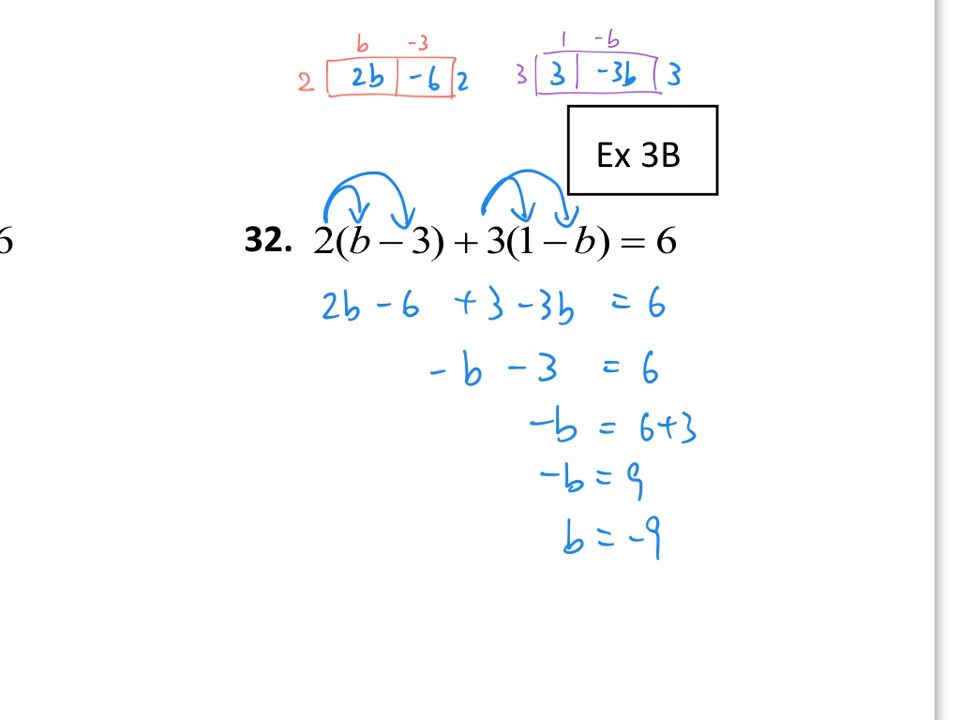 b -3 1 -b
2 2b -6 2 3 3 -3b 3
Ex 3B
6 32. 2(b − 3) + 3(1 − b) = 6
2b - 6 + 3 - 3b = 6
- b - 3 = 6
-b = 6+3
-b = 9
b = -9